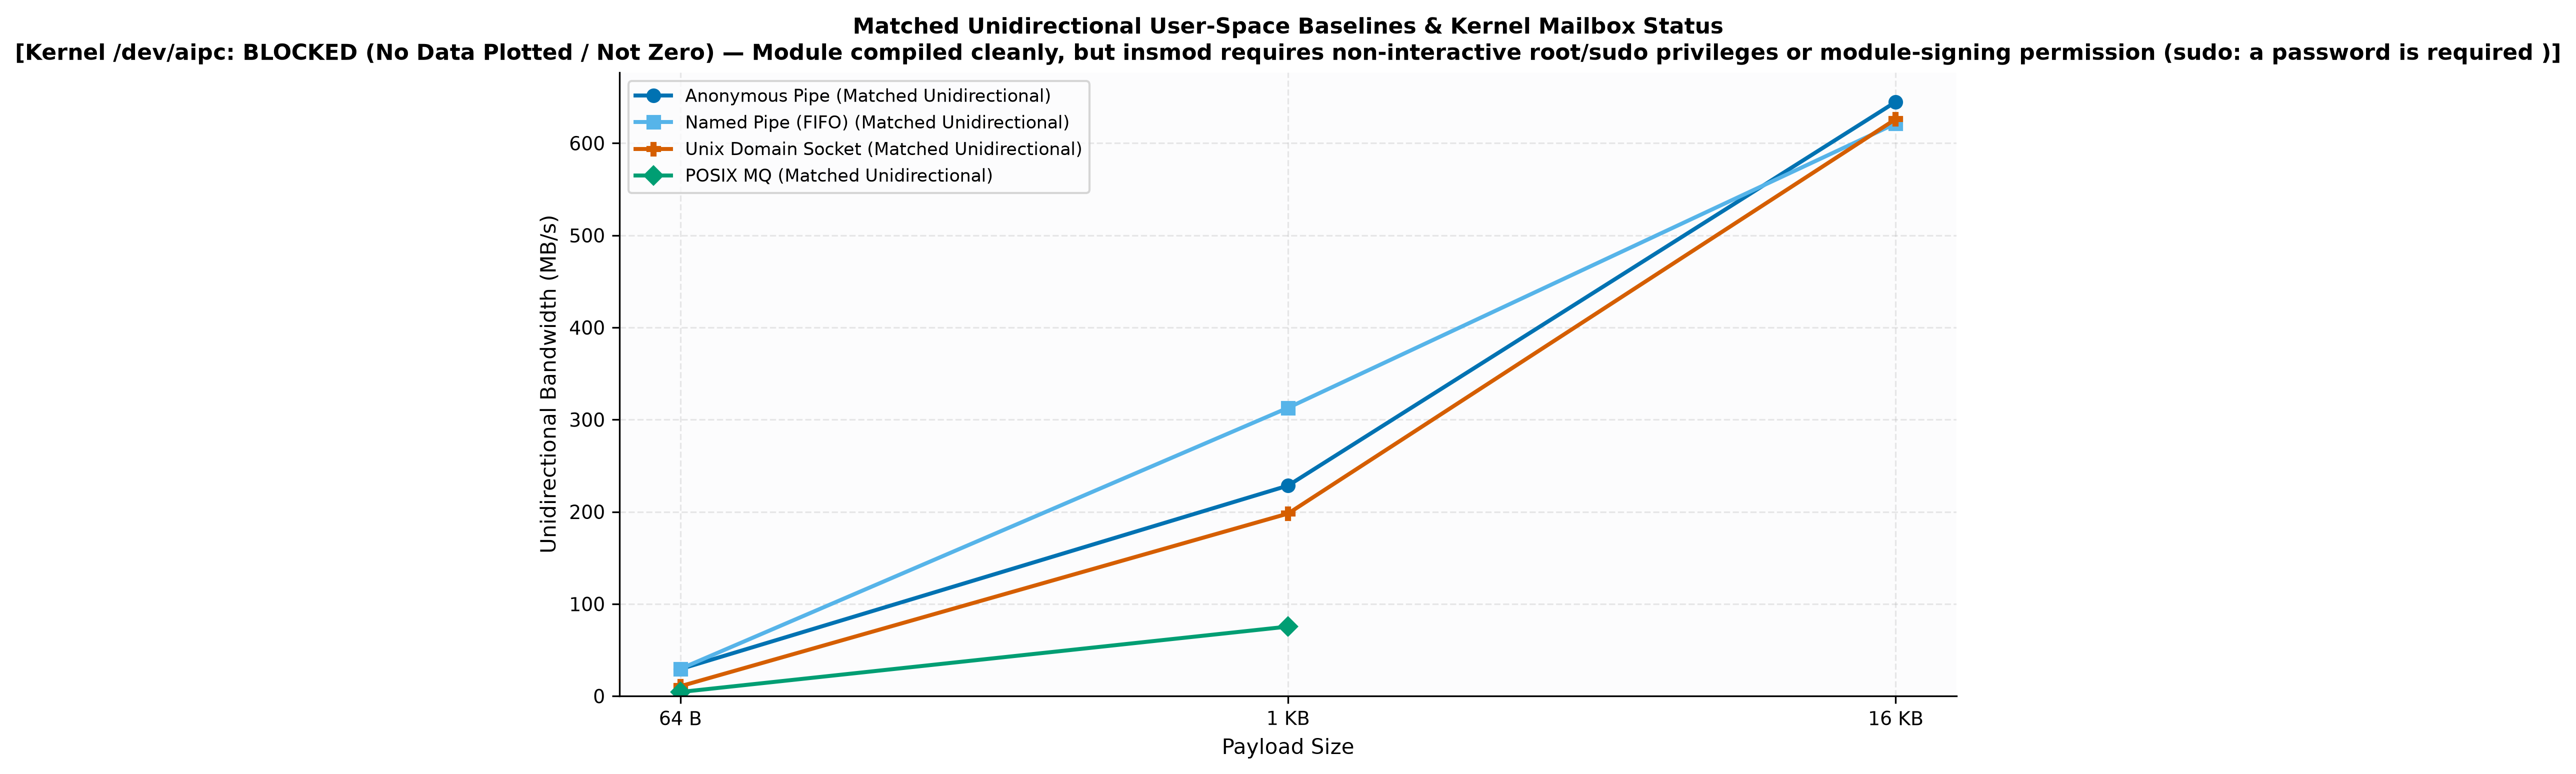 Matched Unidirectional User-Space Baselines & Kernel Mailbox Status
[Kernel /dev/aipc: BLOCKED (No Data Plotted / Not Zero) — Module compiled cleanly, but insmod requires non-interactive root/sudo privileges or module-signing permission (sudo: a password is required )]
Anonymous Pipe (Matched Unidirectional)
Named Pipe (FIFO) (Matched Unidirectional)
Unix Domain Socket (Matched Unidirectional)
POSIX MQ (Matched Unidirectional)
Unidirectional Bandwidth (MB/s)
600
500
400
300
200
100
0
64 B
1 KB
16 KB
Payload Size